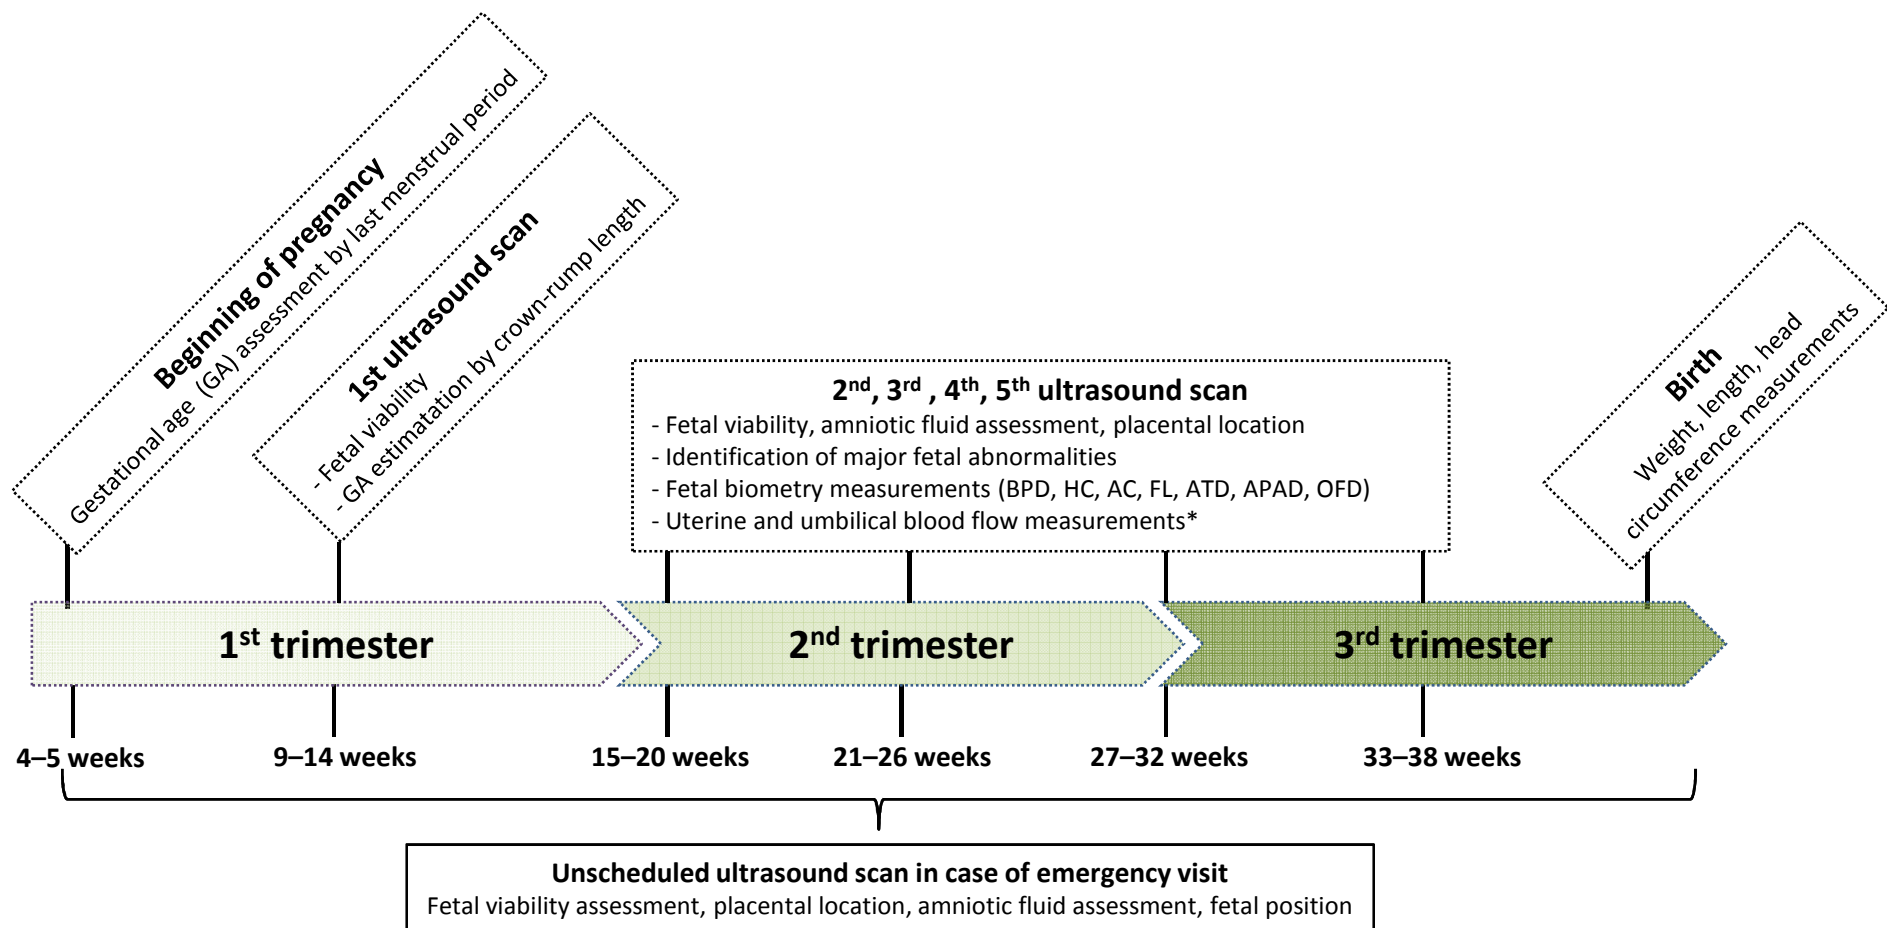 Beginning of pregnancy
Gestational age (GA) assessment by last menstrual period
1st ultrasound scan
- Fetal viability
- GA estimatation by crown-rump length
2nd, 3rd , 4th, 5th ultrasound scan
- Fetal viability, amniotic fluid assessment, placental location
- Identification of major fetal abnormalities
- Fetal biometry measurements (BPD, HC, AC, FL, ATD, APAD, OFD)
- Uterine and umbilical blood flow measurements*
Birth
Weight, length, head
circumference measurements
1st trimester
2nd trimester
3rd trimester
4–5 weeks
9–14 weeks
15–20 weeks
21–26 weeks
27–32 weeks
33–38 weeks
Unscheduled ultrasound scan in case of emergency visit
Fetal viability assessment, placental location, amniotic fluid assessment, fetal position